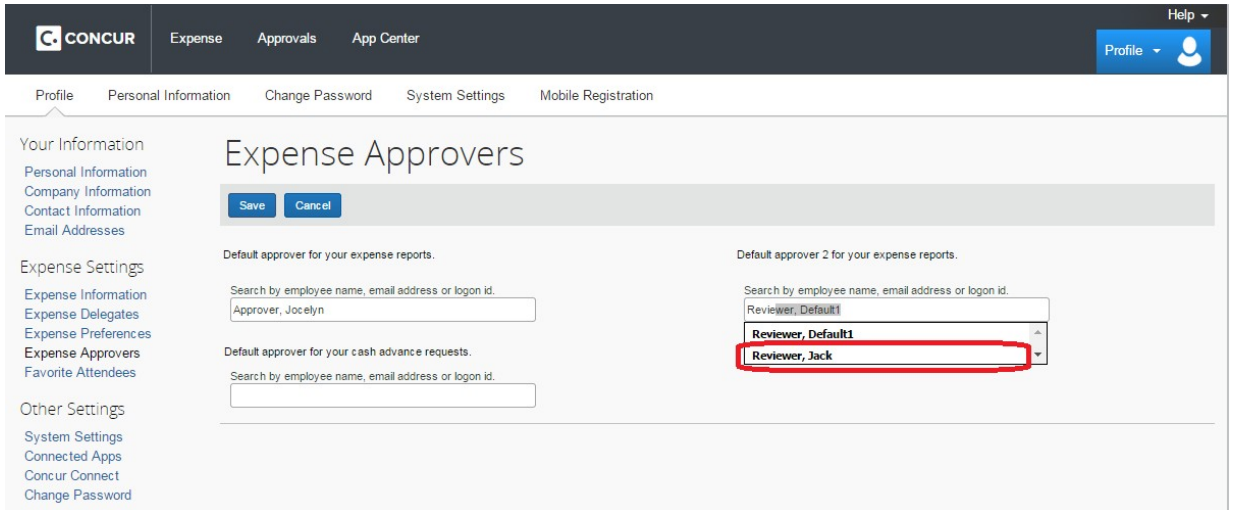 Help
C. CONCUR Expense Approvals App Center
Profile
Profile Personal Information Change Password System Settings Mobile Registration
Your Information
Personal Information
Company Information
Contact Information
Email Addresses
Expense Settings
Expense Information
Expense Delegates
Expense Preferences
Expense Approvers
Favorite Attendees
Other Settings
System Settings
Connected Apps
Concur Connect
Change Password
Expense Approvers
Save Cancel
Default approver for your expense reports.
Search by employee name, email address or logon id.
Approver, Jocelyn
Default approver for your cash advance requests.
Search by employee name, email address or logon id.
Default approver 2 for your expense reports.
Search by employee name, email address or logon id.
Reviewer, Default1
Reviewer, Default1
Reviewer, Jack